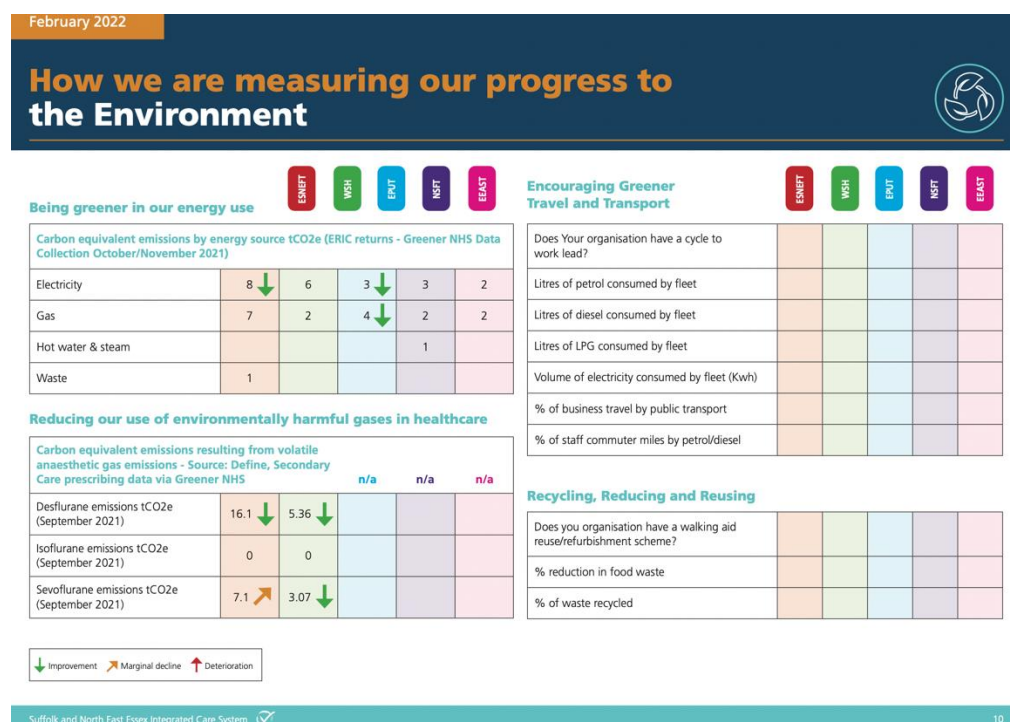 February 2022
How we are measuring our progress to
the Environment
Being greener in our energy use
ESNEFT
WSH
EPUT
NSFT
EEAST
Carbon equivalent emissions by energy source tCO2e (ERIC returns - Greener NHS Data
Collection October/November 2021)
Electricity 8 6 3 3 2
Gas 7 2 4 2 2
Hot water & steam 1
Waste 1
Reducing our use of environmentally harmful gases in healthcare
Carbon equivalent emissions resulting from volatile
anaesthetic gas emissions - Source: Define, Secondary
Care prescribing data via Greener NHS n/a n/a n/a
Desflurane emissions tCO2e
(September 2021) 16.1 5.36
Isoflurane emissions tCO2e
(September 2021) 0 0
Sevoflurane emissions tCO2e
(September 2021) 7.1 3.07
Improvement Marginal decline Deterioration
Encouraging Greener
Travel and Transport
ESNEFT
WSH
EPUT
NSFT
EEAST
Does Your organisation have a cycle to
work lead?
Litres of petrol consumed by fleet
Litres of diesel consumed by fleet
Litres of LPG consumed by fleet
Volume of electricity consumed by fleet (Kwh)
% of business travel by public transport
% of staff commuter miles by petrol/diesel
Recycling, Reducing and Reusing
Does you organisation have a walking aid
reuse/refurbishment scheme?
% reduction in food waste
% of waste recycled
Suffolk and North East Essex Integrated Care System
10